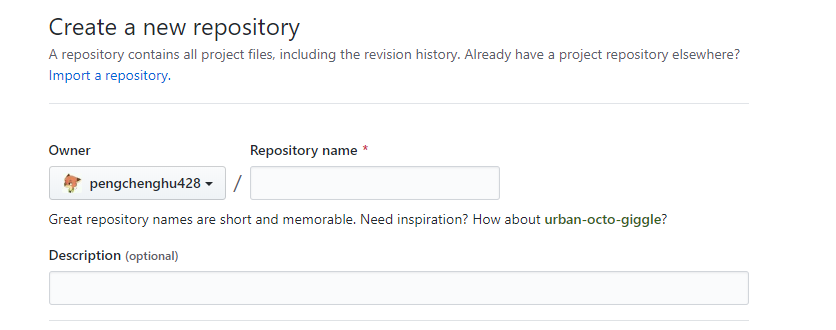 Create a new repository
A repository contains all project files, including the revision history. Already have a project repository elsewhere?
Import a repository.
Owner
Repository name *
pengchenghu428
/
Great repository names are short and memorable. Need inspiration? How about urban-octo-giggle?
Description (optional)